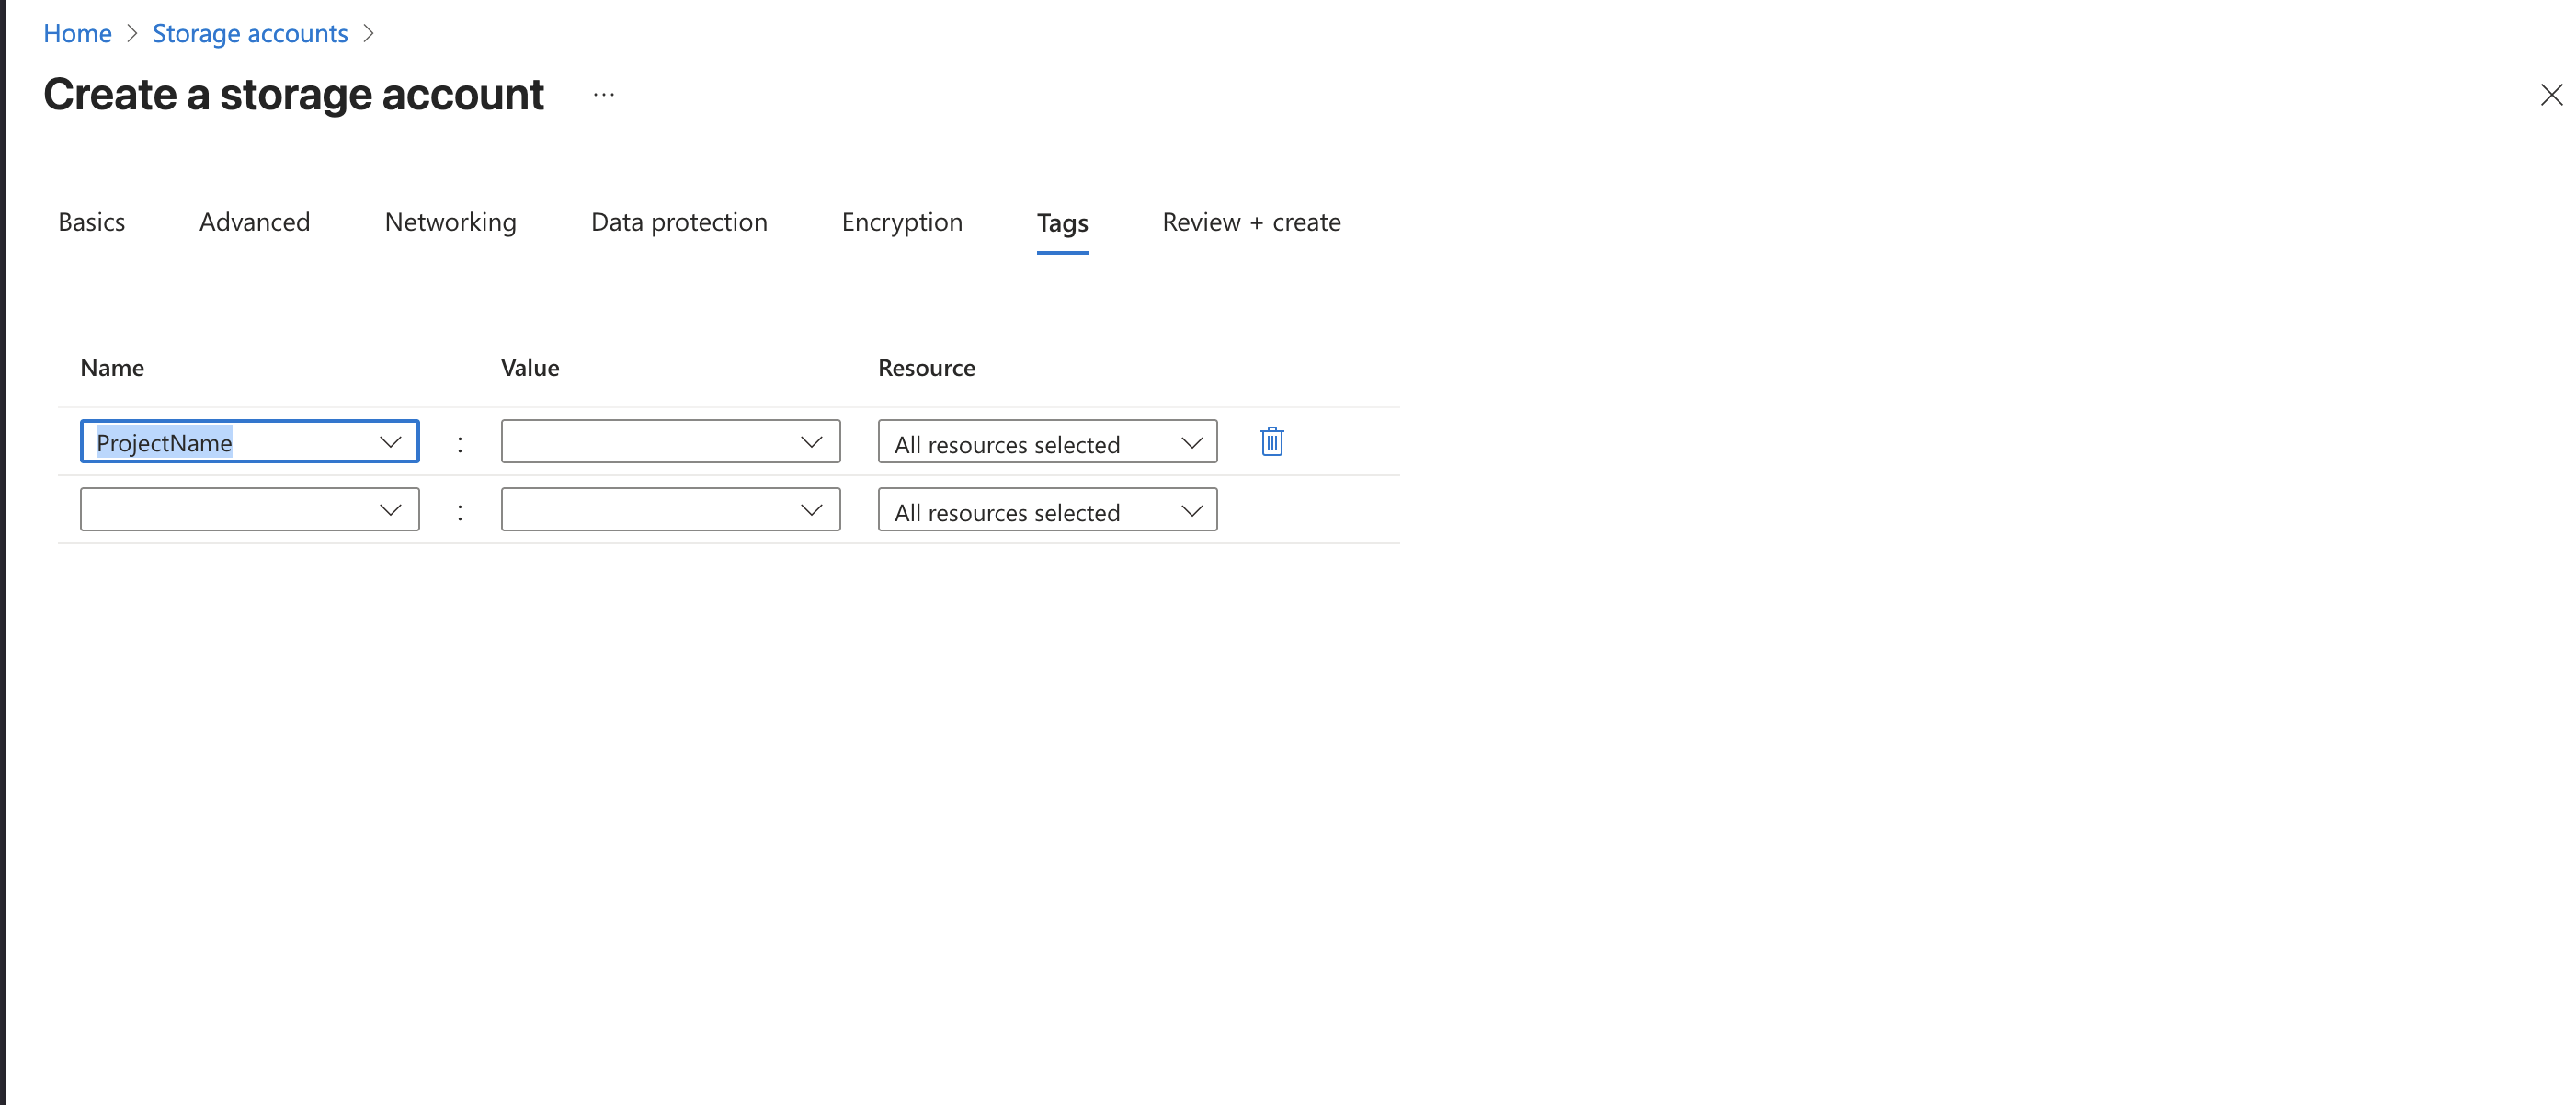 Home > Storage accounts >
Create a storage account ...
Basics Advanced Networking Data protection Encryption Tags Review + create
Name Value Resource
ProjectName : All resources selected
: All resources selected